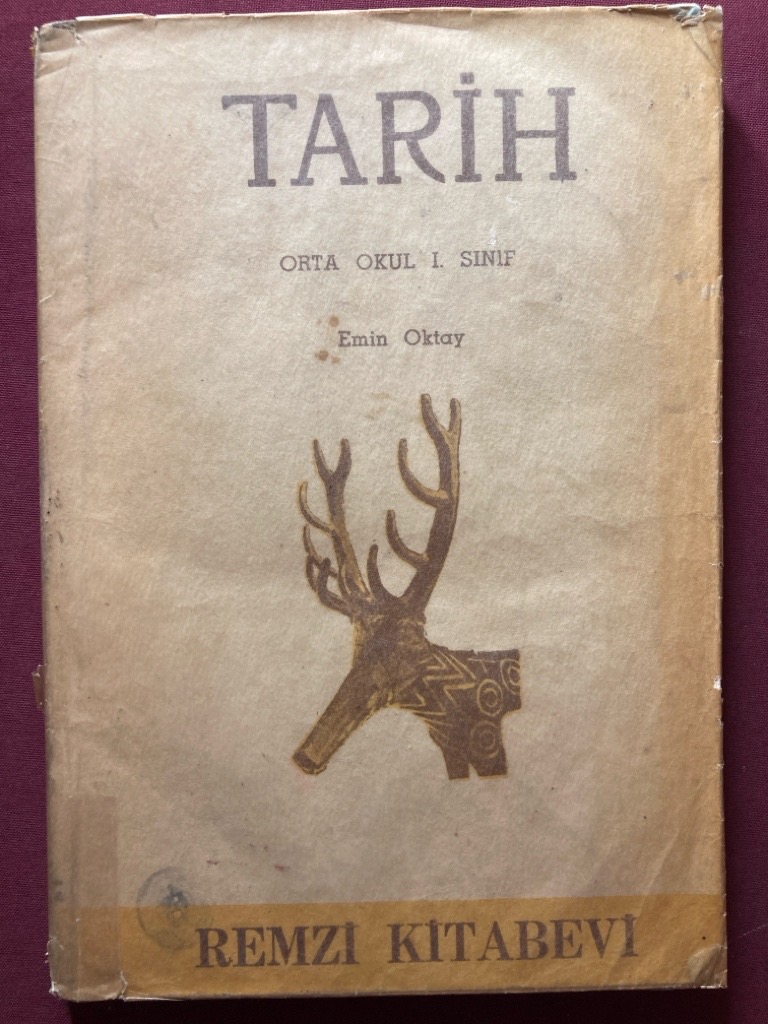 TARİH
ORTA OKUL I. SINIF
Emin Oktay
REMZİ KİTABEVİ